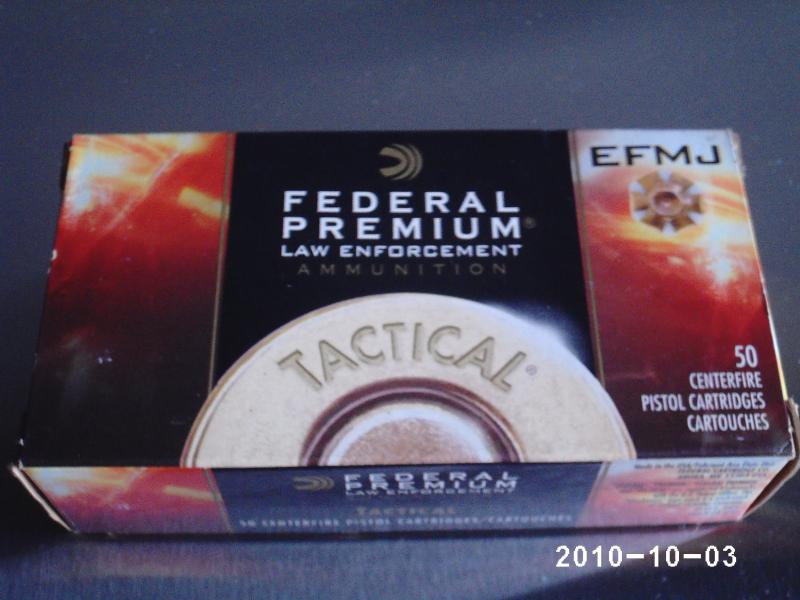 EFMJ
FEDERAL
PREMIUM®
LAW ENFORCEMENT
AMMUNITION
TACTICAL®
50
CENTERFIRE
PISTOL CARTRIDGES
CARTOUCHES
FEDERAL
PREMIUM
LAW ENFORCEMENT
TACTICAL
50 CENTERFIRE PISTOL CARTRIDGES/CARTOUCHES
2010-10-03